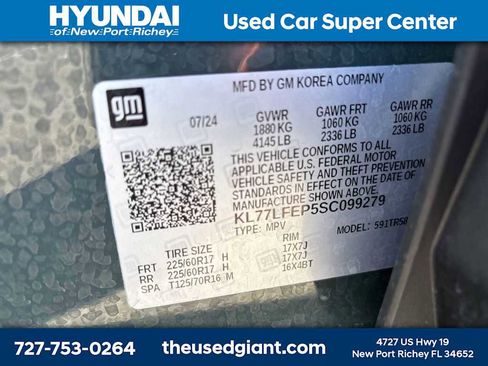 HYUNDAI
of New Port Richey
Used Car Super Center
MFD BY GM KOREA COMPANY
gm
07/24
GVWR
1880 KG
4145 LB
GAWR FRT
1060 KG
2336 LB
GAWR RR
1060 KG
2336 LB
THIS VEHICLE CONFORMS TO ALL
APPLICABLE U.S. FEDERAL MOTOR
VEHICLE SAFETY AND THEFT PREVENTION
STANDARDS IN EFFECT ON THE DATE OF
MANUFACTURE SHOWN ABOVE.
KL77LFEP5SC099279
TYPE: MPV
MODEL: 591TR58
TIRE SIZE RIM
FRT 225/60R17 H 17X7J
RR 225/60R17 H 17X7J
SPA T125/70R16 M 16X4BT
727-753-0264
theusedgiant.com
4727 US Hwy 19
New Port Richey FL 34652